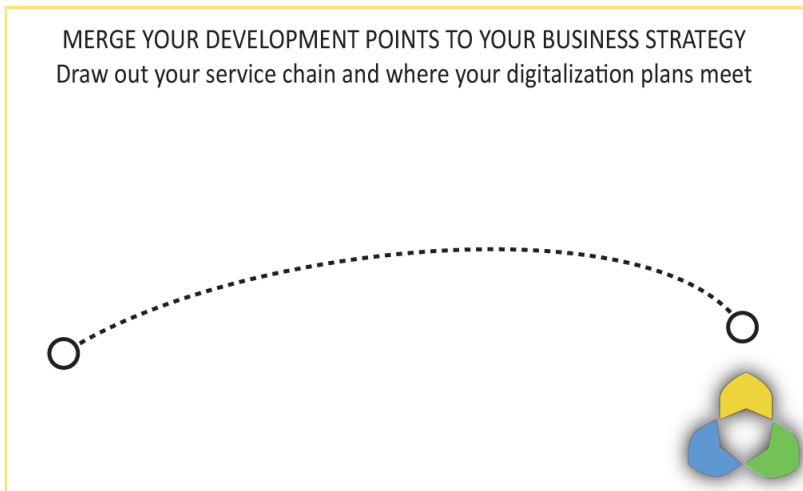 MERGE YOUR DEVELOPMENT POINTS TO YOUR BUSINESS STRATEGY
Draw out your service chain and where your digitalization plans meet